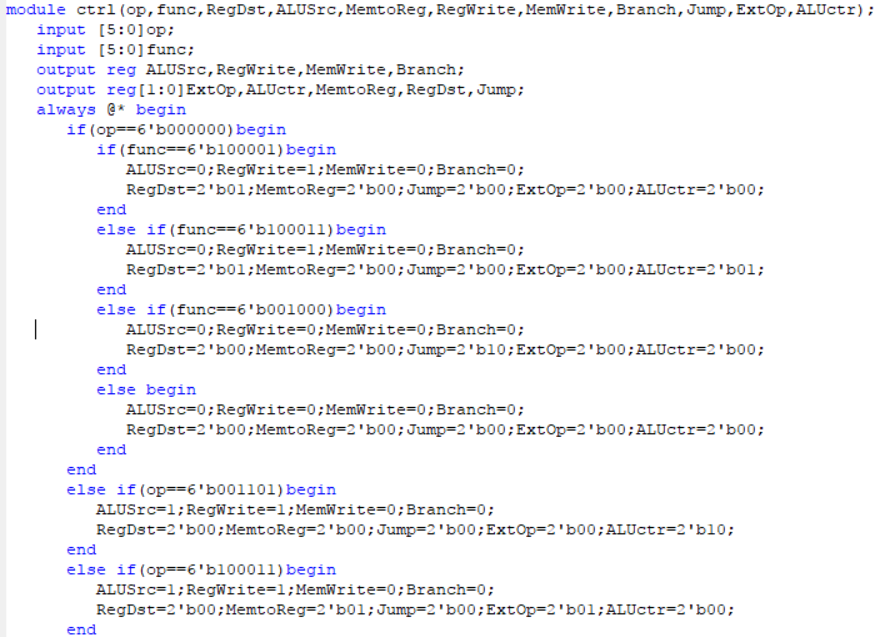 module ctrl(op,func,RegDst,ALUSrc,MemtoReg,RegWrite,MemWrite,Branch,Jump,ExtOp,ALUctr);
input [5:0]op;
input [5:0]func;
output reg ALUSrc,RegWrite,MemWrite,Branch;
output reg[1:0]ExtOp,ALUctr,MemtoReg,RegDst,Jump;
always @* begin
if(op==6'b000000)begin
if(func==6'b100001)begin
ALUSrc=0;RegWrite=1;MemWrite=0;Branch=0;
RegDst=2'b01;MemtoReg=2'b00;Jump=2'b00;ExtOp=2'b00;ALUctr=2'b00;
end
else if(func==6'b100011)begin
ALUSrc=0;RegWrite=1;MemWrite=0;Branch=0;
RegDst=2'b01;MemtoReg=2'b00;Jump=2'b00;ExtOp=2'b00;ALUctr=2'b01;
end
else if(func==6'b001000)begin
ALUSrc=0;RegWrite=0;MemWrite=0;Branch=0;
RegDst=2'b00;MemtoReg=2'b00;Jump=2'b10;ExtOp=2'b00;ALUctr=2'b00;
end
else begin
ALUSrc=0;RegWrite=0;MemWrite=0;Branch=0;
RegDst=2'b00;MemtoReg=2'b00;Jump=2'b00;ExtOp=2'b00;ALUctr=2'b00;
end
end
else if(op==6'b001101)begin
ALUSrc=1;RegWrite=1;MemWrite=0;Branch=0;
RegDst=2'b00;MemtoReg=2'b00;Jump=2'b00;ExtOp=2'b00;ALUctr=2'b10;
end
else if(op==6'b100011)begin
ALUSrc=1;RegWrite=1;MemWrite=0;Branch=0;
RegDst=2'b00;MemtoReg=2'b01;Jump=2'b00;ExtOp=2'b01;ALUctr=2'b00;
end